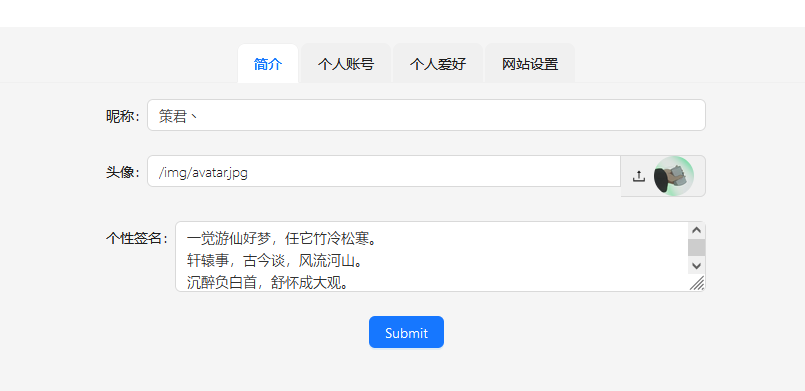 简介 个人账号 个人爱好 网站设置
昵称： 策君丶
头像： /img/avatar.jpg
个性签名： 一觉游仙好梦，任它竹冷松寒。
轩辕事，古今谈，风流河山。
沉醉负白首，舒怀成大观。
Submit